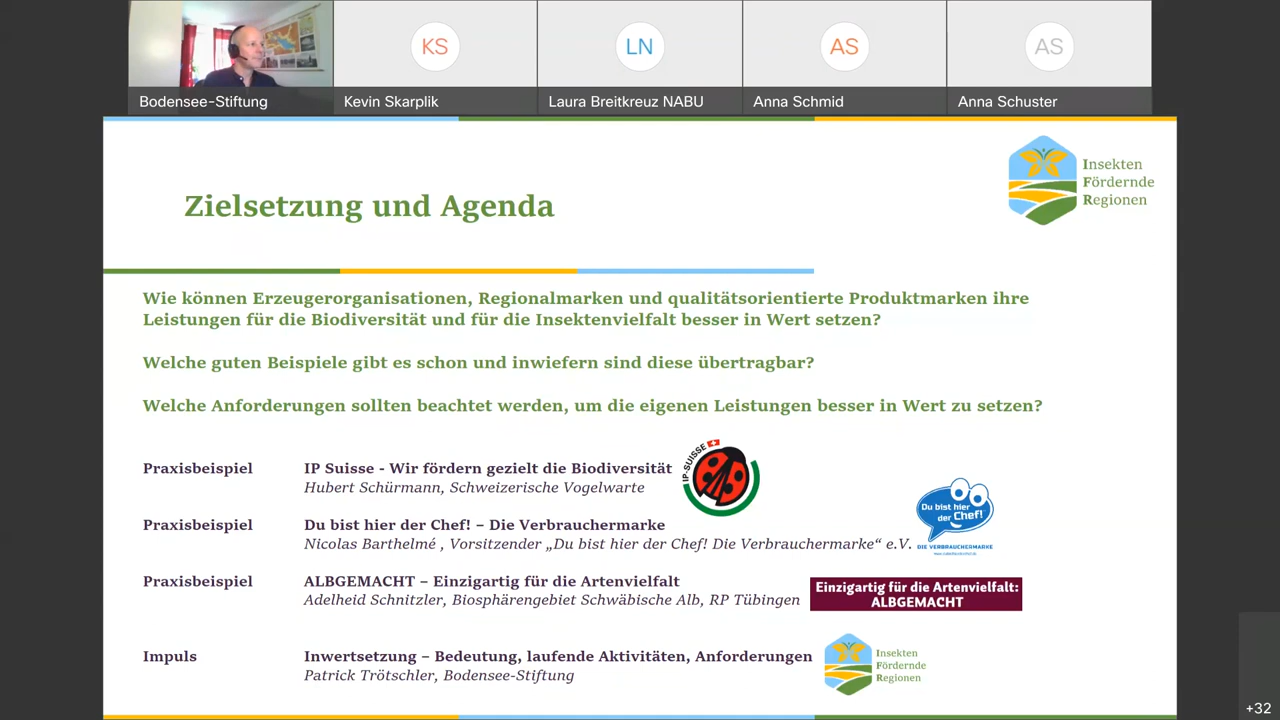 KS
LN
AS
AS
Bodensee-Stiftung
Kevin Skarplik
Laura Breitkreuz NABU
Anna Schmid
Anna Schuster
Insekten
Fördernde
Regionen
Zielsetzung und Agenda
Wie können Erzeugerorganisationen, Regionalmarken und qualitätsorientierte Produktmarken ihre
Leistungen für die Biodiversität und für die Insektenvielfalt besser in Wert setzen?
Welche guten Beispiele gibt es schon und inwiefern sind diese übertragbar?
Welche Anforderungen sollten beachtet werden, um die eigenen Leistungen besser in Wert zu setzen?
Praxisbeispiel IP Suisse - Wir fördern gezielt die Biodiversität
Hubert Schürmann, Schweizerische Vogelwarte
IP-SUISSE
Praxisbeispiel Du bist hier der Chef! – Die Verbrauchermarke
Nicolas Barthelmé , Vorsitzender „Du bist hier der Chef! Die Verbrauchermarke“ e.V.
Du bist hier
der Chef!
DIE VERBRAUCHERMARKE
Praxisbeispiel ALBGEMACHT – Einzigartig für die Artenvielfalt
Adelheid Schnitzler, Biosphärengebiet Schwäbische Alb, RP Tübingen
Einzigartig für die Artenvielfalt:
ALBGEMACHT
Impuls Inwertsetzung – Bedeutung, laufende Aktivitäten, Anforderungen
Patrick Trötschler, Bodensee-Stiftung
Insekten
Fördernde
Regionen
+32